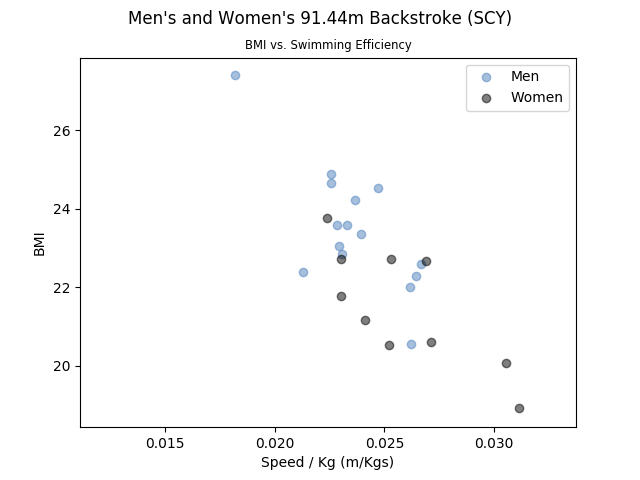 Men's and Women's 91.44m Backstroke (SCY)
BMI vs. Swimming Efficiency
Men
Women
26
24
22
20
BMI
0.015 0.020 0.025 0.030
Speed / Kg (m/Kgs)